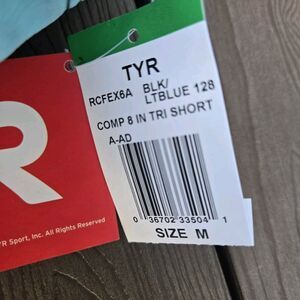 TYR
RCFEX6A BLK/
LTBLUE 128
COMP 8 IN TRI SHORT
A-AD
0 36702 33504 1
SIZE M
R
R Sport, Inc. All Rights Reserved